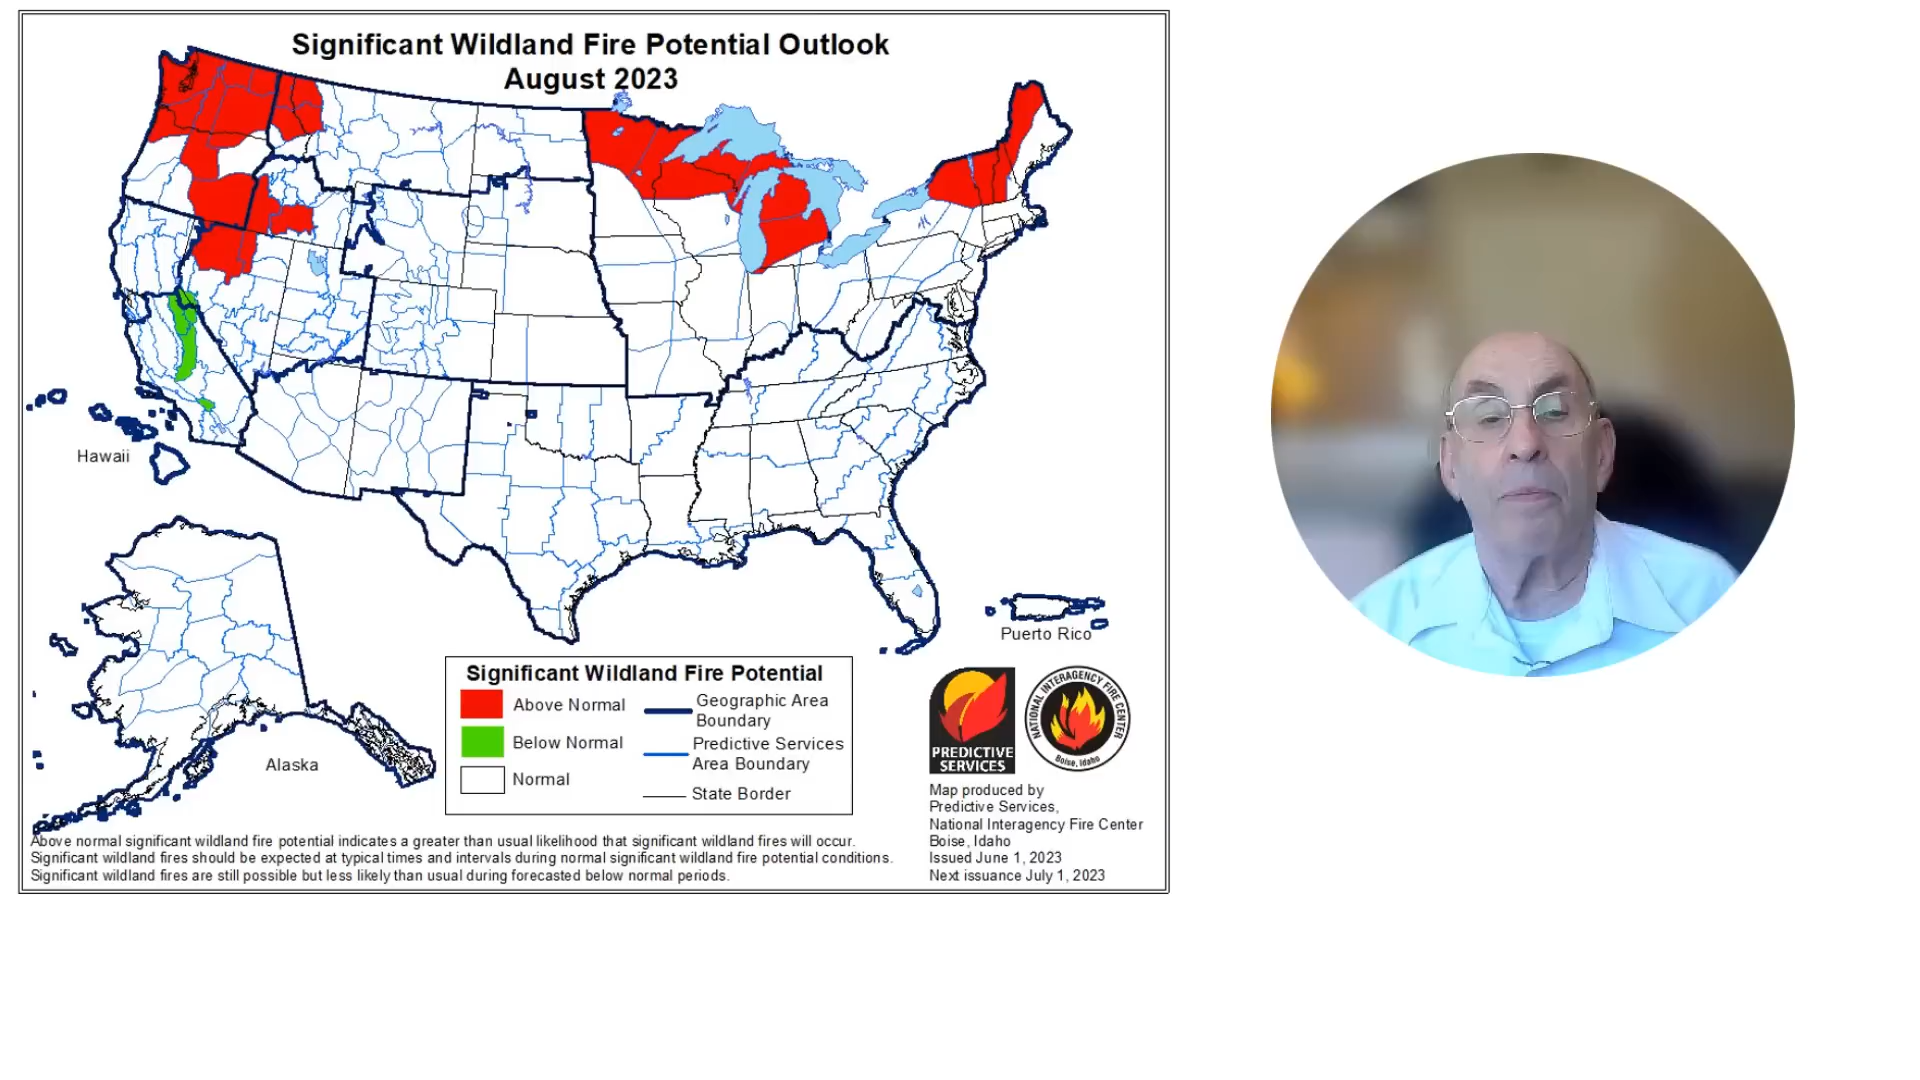 Significant Wildland Fire Potential Outlook
August 2023
Hawaii
Alaska
Puerto Rico
Significant Wildland Fire Potential
Above Normal
Below Normal
Normal
Geographic Area
Boundary
Predictive Services
Area Boundary
State Border
PREDICTIVE
SERVICES
NATIONAL INTERAGENCY FIRE CENTER
Boise, Idaho
Map produced by
Predictive Services,
National Interagency Fire Center
Boise, Idaho
Issued June 1, 2023
Next issuance July 1, 2023
Above normal significant wildland fire potential indicates a greater than usual likelihood that significant wildland fires will occur.
Significant wildland fires should be expected at typical times and intervals during normal significant wildland fire potential conditions.
Significant wildland fires are still possible but less likely than usual during forecasted below normal periods.